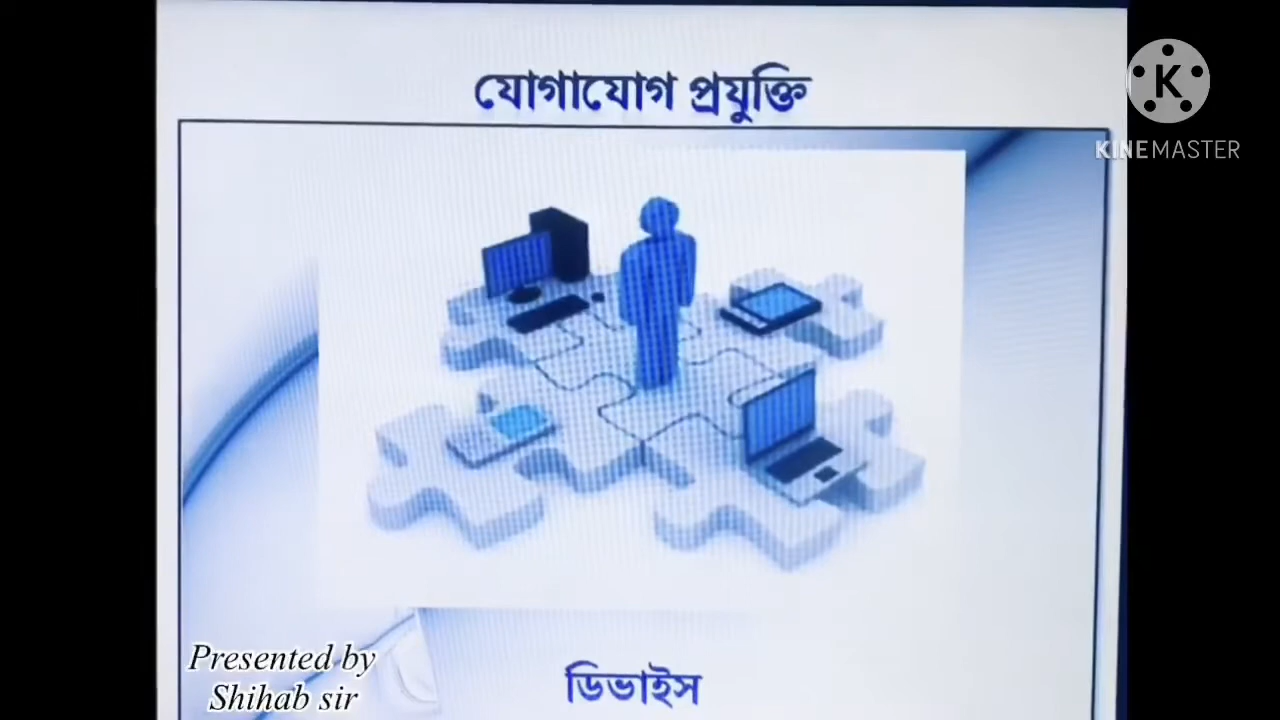 যোগাযোগ প্রযুক্তি
K
KINEMASTER
ডিভাইস
Presented by
Shihab sir